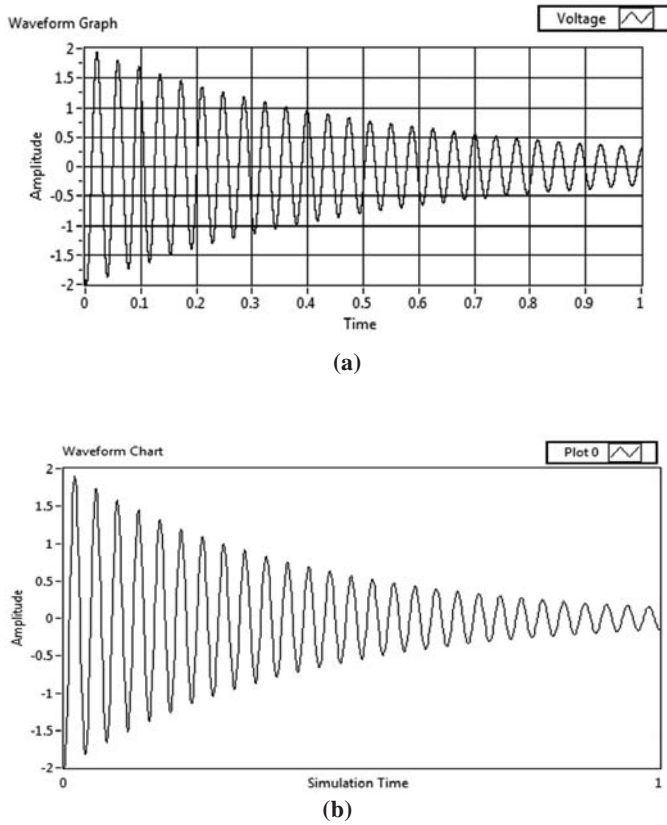 Waveform Graph
Voltage
2
1.5
1
0.5
0
-0.5
-1
-1.5
-2
Amplitude
0 0.1 0.2 0.3 0.4 0.5 0.6 0.7 0.8 0.9 1
Time
(a)
Waveform Chart
Plot 0
2
1.5
1
0.5
0
-0.5
-1
-1.5
-2
Amplitude
0 Simulation Time 1
(b)